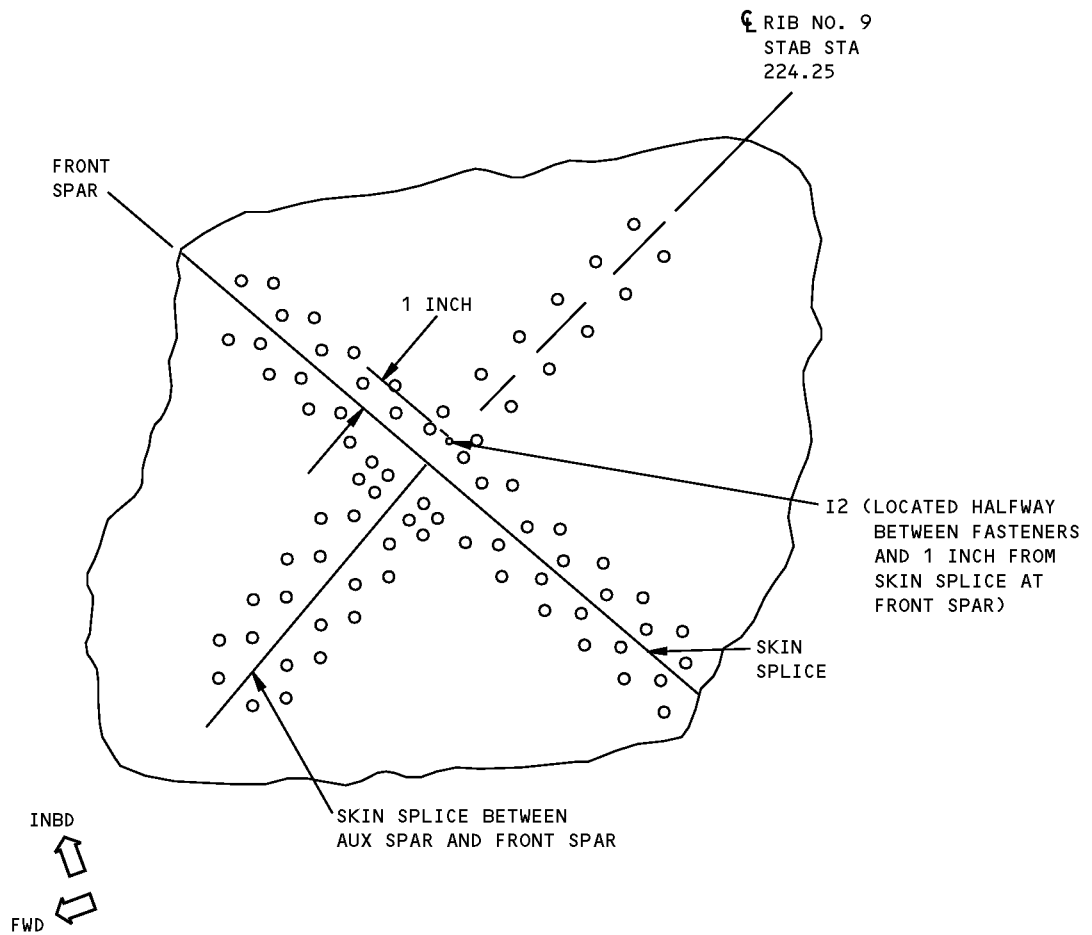 ℄ RIB NO. 9
STAB STA
224.25
FRONT
SPAR
1 INCH
I2 (LOCATED HALFWAY
BETWEEN FASTENERS
AND 1 INCH FROM
SKIN SPLICE AT
FRONT SPAR)
SKIN
SPLICE
SKIN SPLICE BETWEEN
AUX SPAR AND FRONT SPAR
INBD
FWD